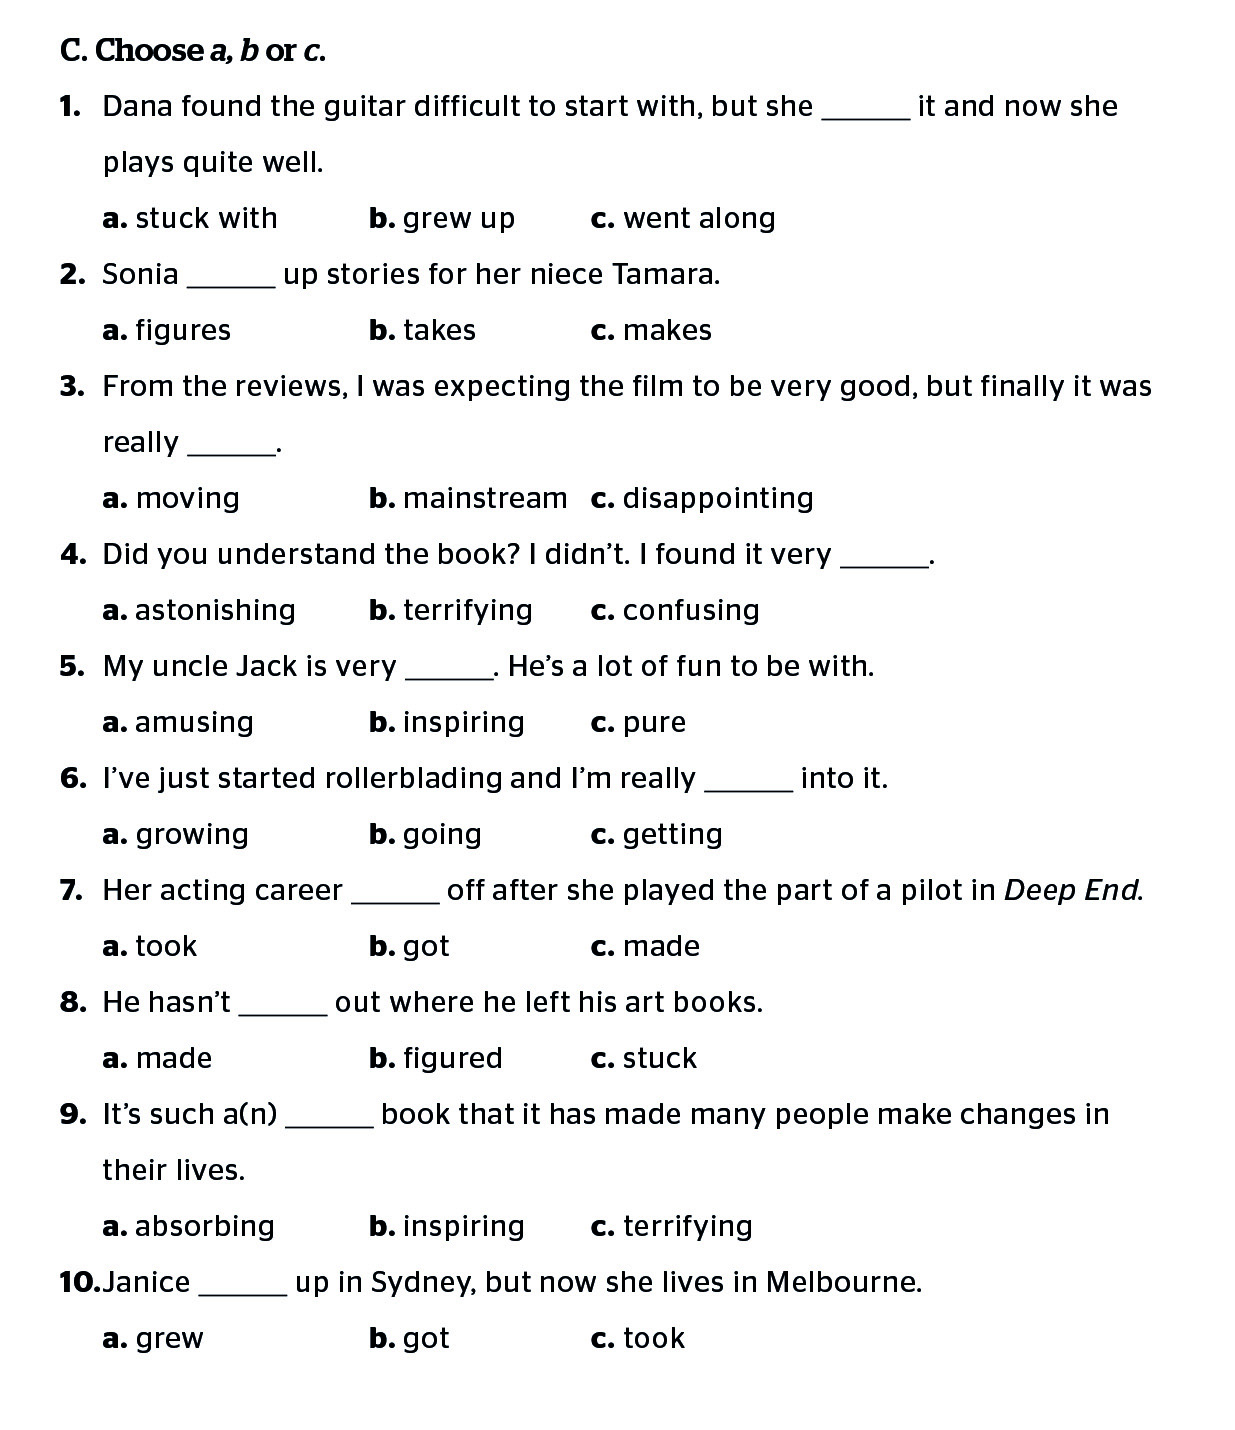 C. Choose a, b or c.
1. Dana found the guitar difficult to start with, but she ______ it and now she
plays quite well.
a. stuck with b. grew up c. went along
2. Sonia ______ up stories for her niece Tamara.
a. figures b. takes c. makes
3. From the reviews, I was expecting the film to be very good, but finally it was
really ______.
a. moving b. mainstream c. disappointing
4. Did you understand the book? I didn’t. I found it very ______.
a. astonishing b. terrifying c. confusing
5. My uncle Jack is very ______. He’s a lot of fun to be with.
a. amusing b. inspiring c. pure
6. I’ve just started rollerblading and I’m really ______ into it.
a. growing b. going c. getting
7. Her acting career ______ off after she played the part of a pilot in Deep End.
a. took b. got c. made
8. He hasn’t ______ out where he left his art books.
a. made b. figured c. stuck
9. It’s such a(n) ______ book that it has made many people make changes in
their lives.
a. absorbing b. inspiring c. terrifying
10. Janice ______ up in Sydney, but now she lives in Melbourne.
a. grew b. got c. took